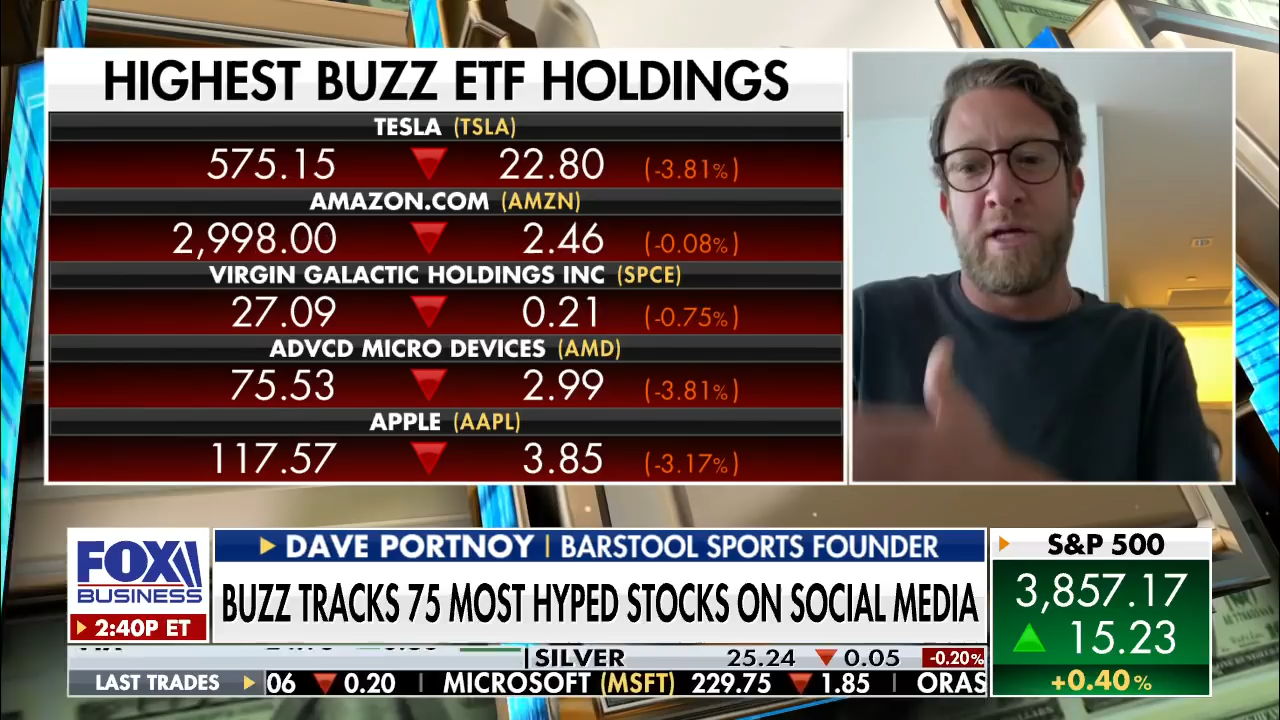 HIGHEST BUZZ ETF HOLDINGS
TESLA (TSLA)
575.15 ▼ 22.80 (-3.81%)
AMAZON.COM (AMZN)
2,998.00 ▼ 2.46 (-0.08%)
VIRGIN GALACTIC HOLDINGS INC (SPCE)
27.09 ▼ 0.21 (-0.75%)
ADVCD MICRO DEVICES (AMD)
75.53 ▼ 2.99 (-3.81%)
APPLE (AAPL)
117.57 ▼ 3.85 (-3.17%)
FOX
BUSINESS
2:40P ET
DAVE PORTNOY | BARSTOOL SPORTS FOUNDER
BUZZ TRACKS 75 MOST HYPED STOCKS ON SOCIAL MEDIA
S&P 500
3,857.17
▲ 15.23
+0.40%
SILVER 25.24 ▼ 0.05 -0.20%
LAST TRADES 06 ▼ 0.20 | MICROSOFT (MSFT) 229.75 ▼ 1.85 | ORAS